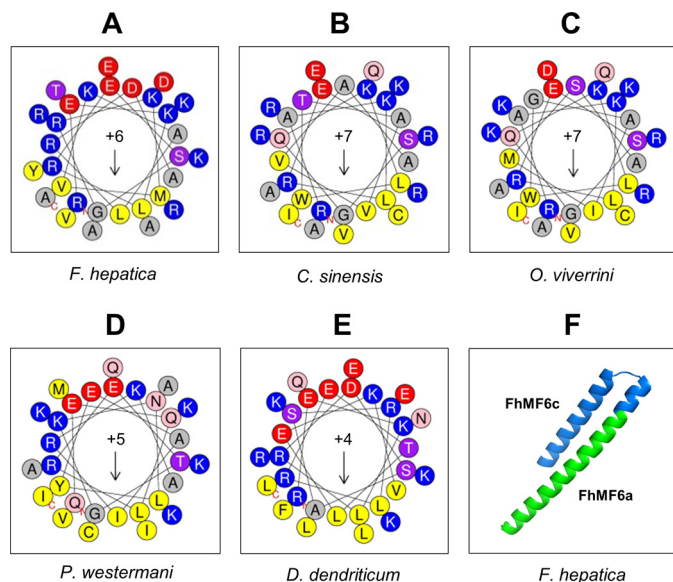 A
E
D
T K E D
E K
R K K
R
R A
R S K
Y A
V M
A R R
C V N G L L
A A
+6
F. hepatica
B
E Q
E A K
T K K
R A
A
R Q S R
V A
R L
A W R
I R N G V L C
C A V
+7
C. sinensis
C
D S Q
E K K
K G
A A
K Q S R
M A
R L
A W R
I R N G I L C
C A V
+7
O. viverrini
D
Q
M E E K A
E N
K Q K
K
R A
A R T K
Y A
I L
C Q N G I L K
V C I
+5
P. westermani
E
E
Q E D E
E K
K S R K N
E
T
R R S K
L R V
C R N A L K
F L L L
L
+4
D. dendriticum
F
FhMF6c
FhMF6a
F. hepatica